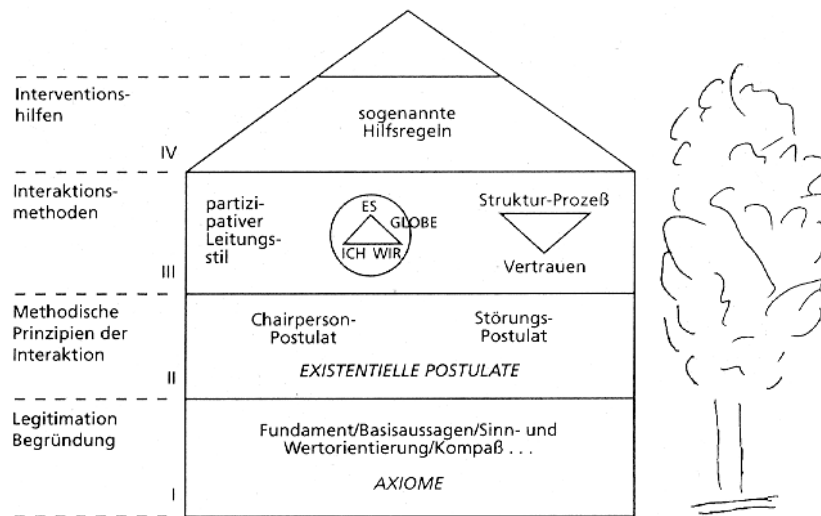 Interventions-
hilfen
IV
sogenannte
Hilfsregeln
Interaktions-
methoden
III
partizi-
pativer
Leitungs-
stil
ES
GLOBE
ICH WIR
Struktur-Prozeß
Vertrauen
Methodische
Prinzipien der
Interaktion
II
Chairperson-
Postulat
Störungs-
Postulat
EXISTENTIELLE POSTULATE
Legitimation
Begründung
I
Fundament/Basisaussagen/Sinn- und
Wertorientierung/Kompaß . . .
AXIOME